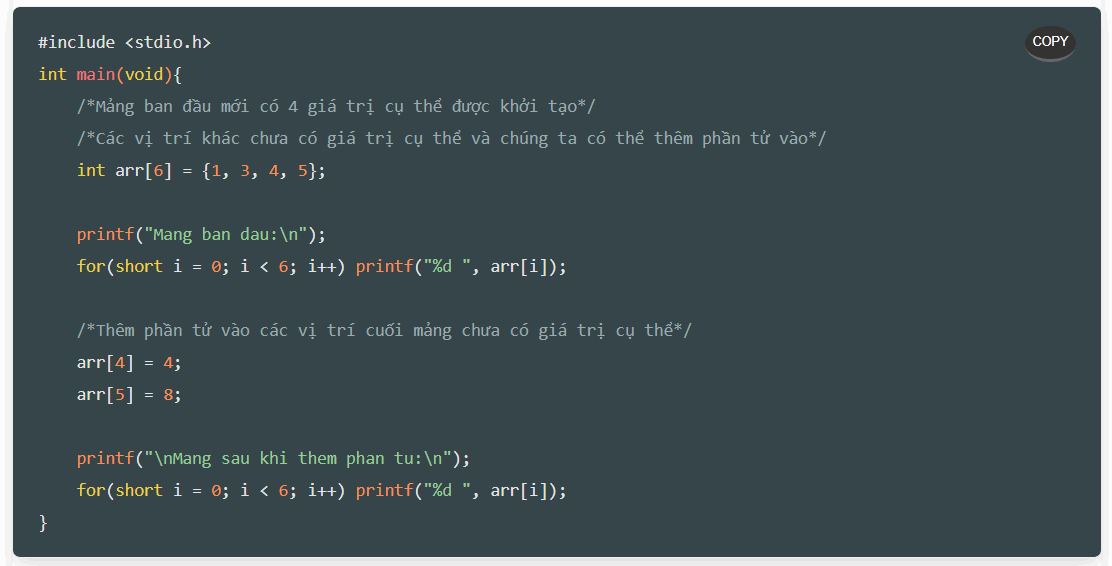 #include <stdio.h>
COPY
int main(void){
    /*Mảng ban đầu mới có 4 giá trị cụ thể được khởi tạo*/
    /*Các vị trí khác chưa có giá trị cụ thể và chúng ta có thể thêm phần tử vào*/
    int arr[6] = {1, 3, 4, 5};

    printf("Mang ban dau:\n");
    for(short i = 0; i < 6; i++) printf("%d ", arr[i]);

    /*Thêm phần tử vào các vị trí cuối mảng chưa có giá trị cụ thể*/
    arr[4] = 4;
    arr[5] = 8;

    printf("\nMang sau khi them phan tu:\n");
    for(short i = 0; i < 6; i++) printf("%d ", arr[i]);
}